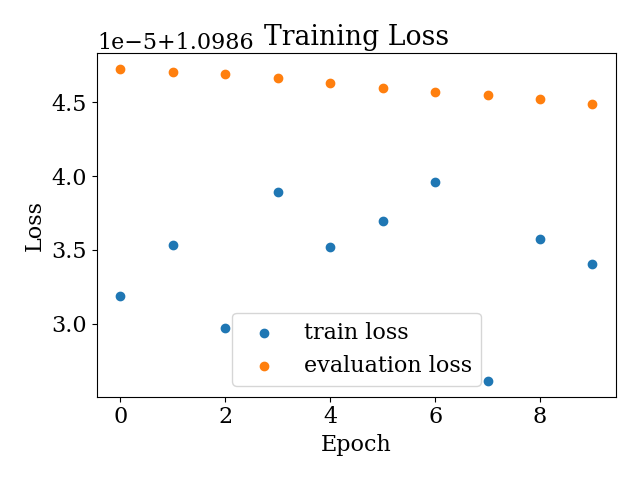 1e−5+1.0986
Training Loss
4.5
4.0
3.5
3.0
Loss
train loss
evaluation loss
0 2 4 6 8
Epoch